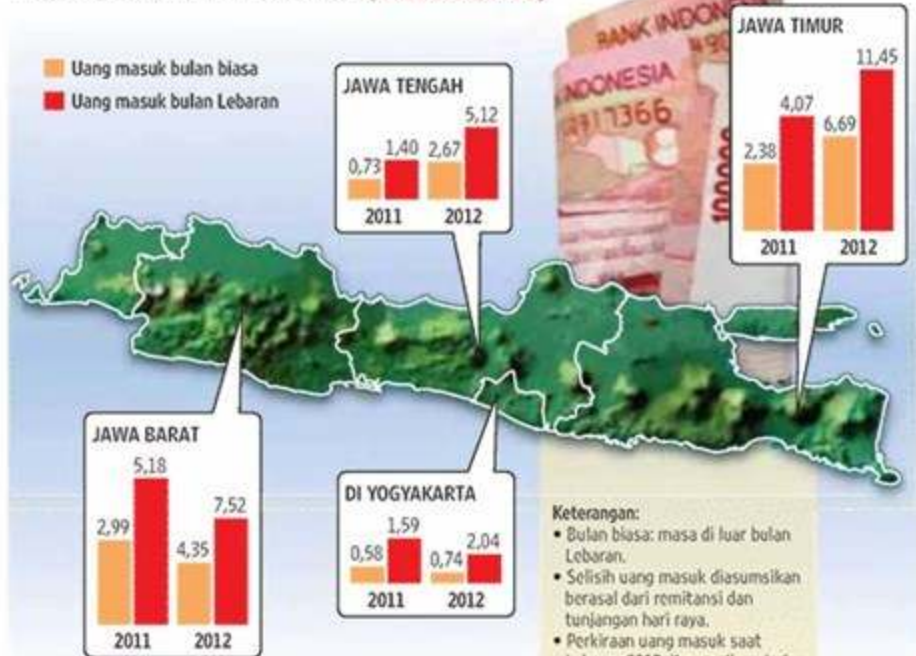 Uang masuk bulan biasa
Uang masuk bulan Lebaran
JAWA TENGAH
0,73 1,40 2,67 5,12
2011 2012
BANK INDONESIA
INDONESIA
100000
JAWA TIMUR
2,38 4,07 6,69 11,45
2011 2012
JAWA BARAT
2,99 5,18 4,35 7,52
2011 2012
DI YOGYAKARTA
0,58 1,59 0,74 2,04
2011 2012
Keterangan:
• Bulan biasa: masa di luar bulan
Lebaran.
• Selisih uang masuk diasumsikan
berasal dari remitansi dan
tunjangan hari raya.
• Perkiraan uang masuk saat